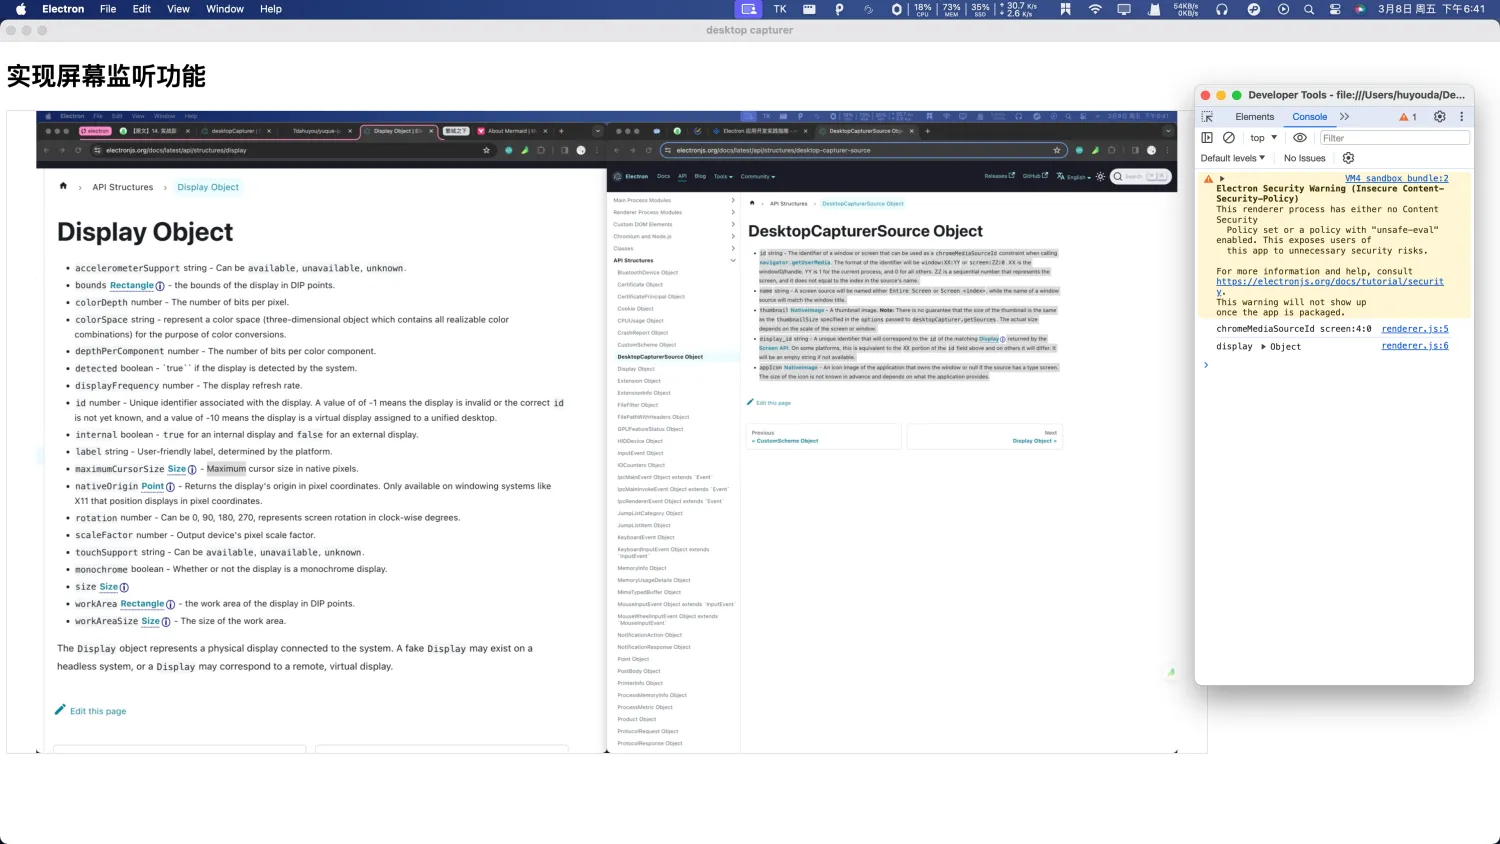 Electron File Edit View Window Help
TK
18% CPU 73% MEM 35% SSD ↑ 30.7 K/s ↓ 2.6 K/s
54KB/s 0KB/s
3月8日 周五 下午6:41
desktop capturer
实现屏幕监听功能
Electron File Edit View Window Help
electron
desktopCapturer |
Tdahuyou/yuque-
Display Object | El
About Mermaid |
electronjs.org/docs/latest/api/structures/display
API Structures › Display Object
Display Object
• accelerometerSupport string - Can be available, unavailable, unknown.
• bounds Rectangle - the bounds of the display in DIP points.
• colorDepth number - The number of bits per pixel.
• colorSpace string - represent a color space (three-dimensional object which contains all realizable color
combinations) for the purpose of color conversions.
• depthPerComponent number - The number of bits per color component.
• detected boolean - `true`` if the display is detected by the system.
• displayFrequency number - The display refresh rate.
• id number - Unique identifier associated with the display. A value of of -1 means the display is invalid or the correct id
is not yet known, and a value of -10 means the display is a virtual display assigned to a unified desktop.
• internal boolean - true for an internal display and false for an external display.
• label string - User-friendly label, determined by the platform.
• maximumCursorSize Size - Maximum cursor size in native pixels.
• nativeOrigin Point - Returns the display's origin in pixel coordinates. Only available on windowing systems like
X11 that position displays in pixel coordinates.
• rotation number - Can be 0, 90, 180, 270, represents screen rotation in clock-wise degrees.
• scaleFactor number - Output device's pixel scale factor.
• touchSupport string - Can be available, unavailable, unknown.
• monochrome boolean - Whether or not the display is a monochrome display.
• size Size
• workArea Rectangle - the work area of the display in DIP points.
• workAreaSize Size - The size of the work area.
The Display object represents a physical display connected to the system. A fake Display may exist on a
headless system, or a Display may correspond to a remote, virtual display.
Edit this page
Electron 应用开发实践指南
DesktopCapturerSource Obj
electronjs.org/docs/latest/api/structures/desktop-capturer-source
Electron Docs API Blog Tools Community
Releases GitHub English Search
Main Process Modules
Renderer Process Modules
Custom DOM Elements
Chromium and Node.js
Classes
API Structures
BluetoothDevice Object
Certificate Object
CertificatePrincipal Object
Cookie Object
CPUUsage Object
CrashReport Object
CustomScheme Object
DesktopCapturerSource Object
Display Object
Extension Object
ExtensionInfo Object
FileFilter Object
FilePathWithHeaders Object
GPUFeatureStatus Object
HIDDevice Object
InputEvent Object
IOCounters Object
IpcMainEvent Object extends `Event`
IpcMainInvokeEvent Object extends `Event`
IpcRendererEvent Object extends `Event`
JumpListCategory Object
JumpListItem Object
KeyboardEvent Object
KeyboardInputEvent Object extends
`InputEvent`
MemoryInfo Object
MemoryUsageDetails Object
MimeTypedBuffer Object
MouseInputEvent Object extends `InputEvent`
MouseWheelInputEvent Object extends
`MouseInputEvent`
NotificationAction Object
NotificationResponse Object
Point Object
PostBody Object
PrinterInfo Object
ProcessMemoryInfo Object
ProcessMetric Object
Product Object
ProtocolRequest Object
ProtocolResponse Object
API Structures › DesktopCapturerSource Object
DesktopCapturerSource Object
• id string - The identifier of a window or screen that can be used as a chromeMediaSourceId constraint when calling
navigator.getUserMedia. The format of the identifier will be window:XX:YY or screen:ZZ:0. XX is the
windowID/handle. YY is 1 for the current process, and 0 for all others. ZZ is a sequential number that represents the
screen, and it does not equal to the index in the source's name.
• name string - A screen source will be named either Entire Screen or Screen <index>, while the name of a window
source will match the window title.
• thumbnail NativeImage - A thumbnail image. Note: There is no guarantee that the size of the thumbnail is the same
as the thumbnailSize specified in the options passed to desktopCapturer.getSources. The actual size
depends on the scale of the screen or window.
• display_id string - A unique identifier that will correspond to the id of the matching Display returned by the
Screen API. On some platforms, this is equivalent to the XX portion of the id field above and on others it will differ. It
will be an empty string if not available.
• appIcon NativeImage - An icon image of the application that owns the window or null if the source has a type screen.
The size of the icon is not known in advance and depends on what the application provides.
Edit this page
Previous
« CustomScheme Object
Next
Display Object »
Developer Tools - file:///Users/huyouda/De...
Elements Console 1
top Filter
Default levels No Issues
VM4 sandbox bundle:2
Electron Security Warning (Insecure Content-
Security-Policy)
This renderer process has either no Content
Security
Policy set or a policy with "unsafe-eval"
enabled. This exposes users of
this app to unnecessary security risks.
For more information and help, consult
https://electronjs.org/docs/tutorial/securit
y.
This warning will not show up
once the app is packaged.
chromeMediaSourceId screen:4:0 renderer.js:5
display Object renderer.js:6